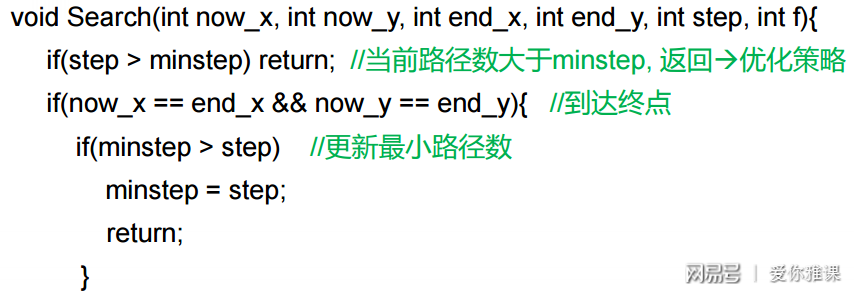 void Search(int now_x, int now_y, int end_x, int end_y, int step, int f){
if(step > minstep) return; //当前路径数大于minstep, 返回→优化策略
if(now_x == end_x && now_y == end_y){ //到达终点
if(minstep > step) //更新最小路径数
minstep = step;
return;
}
网易号 | 爱你雅课